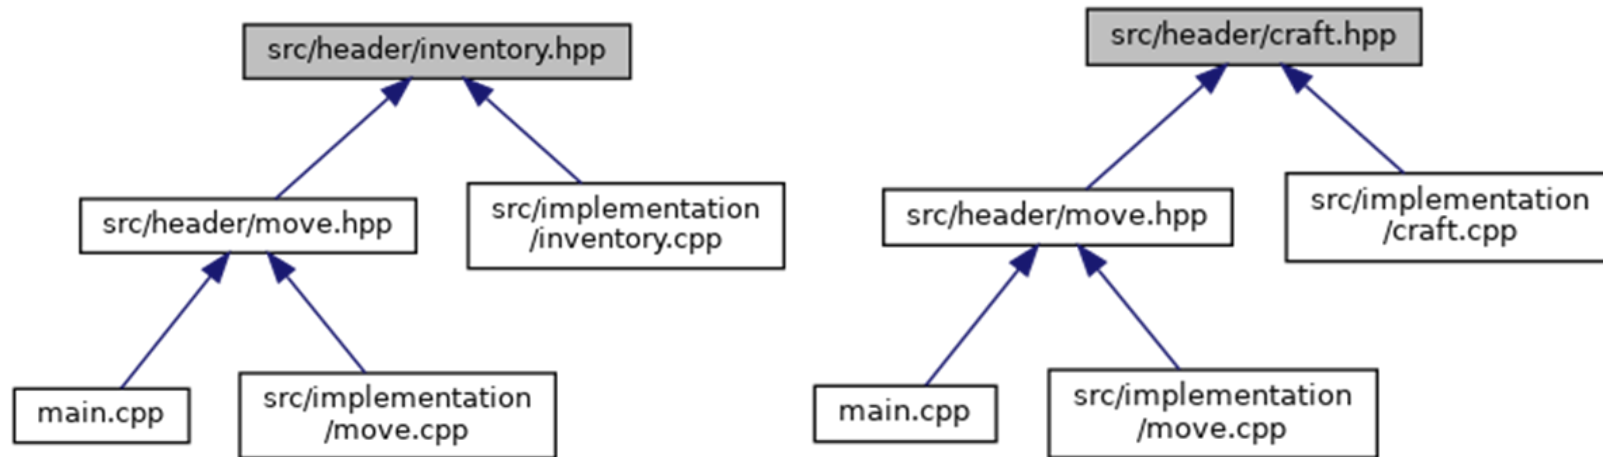 src/header/inventory.hpp
src/header/move.hpp
src/implementation
/inventory.cpp
main.cpp
src/implementation
/move.cpp
src/header/craft.hpp
src/header/move.hpp
src/implementation
/craft.cpp
main.cpp
src/implementation
/move.cpp